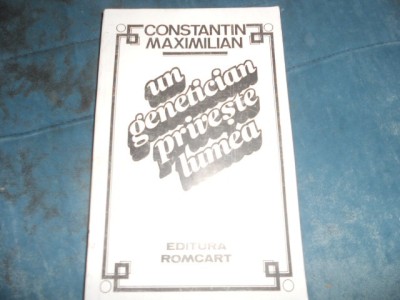 CONSTANTIN
MAXIMILIAN
un
genetician
privește
lumea
EDITURA
ROMCART